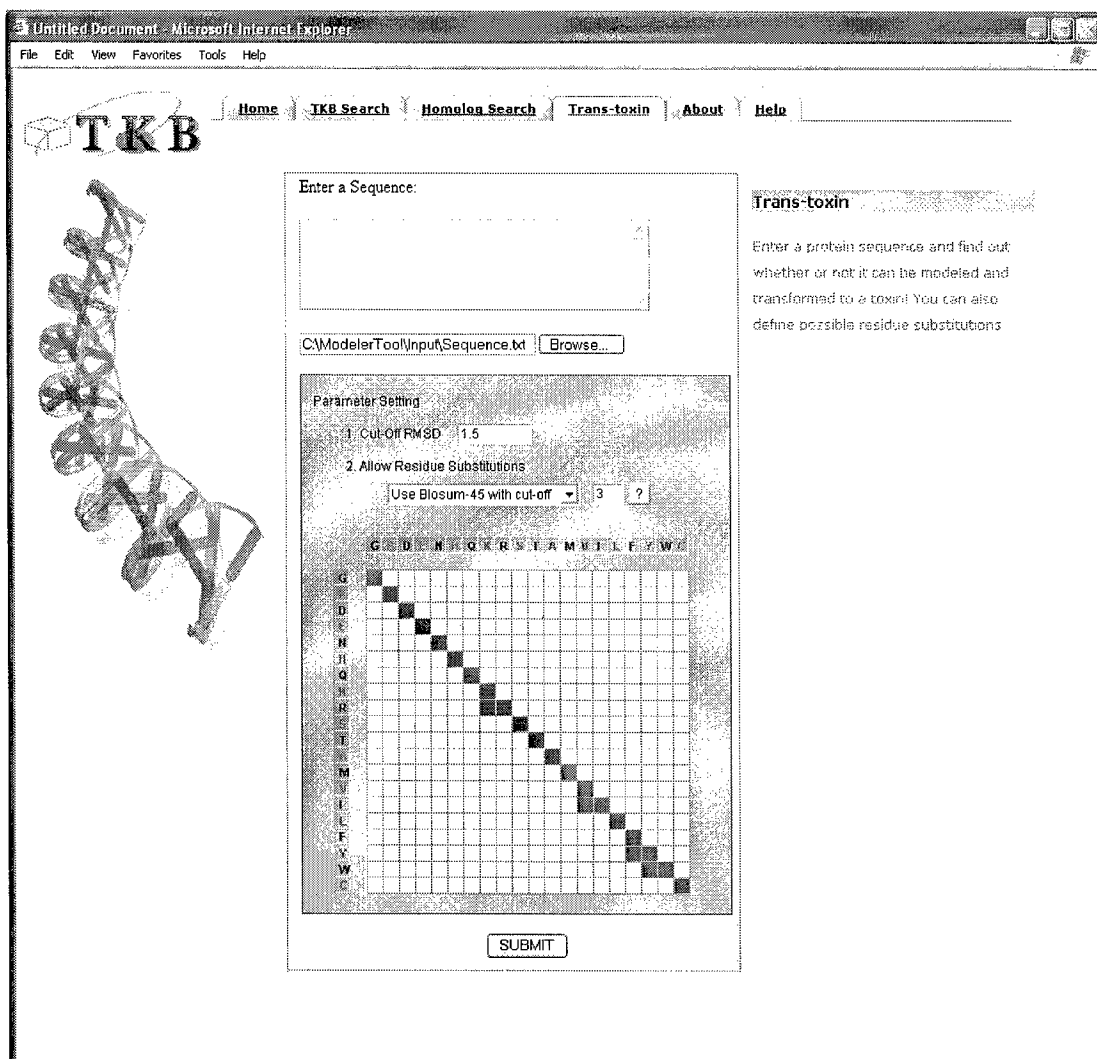 Untitled Document - Microsoft Internet Explorer
File Edit View Favorites Tools Help
TKB
Home TKB Search Homolog Search Trans-toxin About Help
Enter a Sequence:
C:\ModelerTool\Input\Sequence.txt Browse...
Parameter Setting
1. Cut-Off RMSD 1.5
2. Allow Residue Substitutions
Use Blosum-45 with cut-off 3 ?
G D N H Q K R S T A M I L F Y W C
G
D
E
N
H
Q
R
T
M
V
I
L
F
Y
W
C
SUBMIT
Trans-toxin
Enter a protein sequence and find out
whether or not it can be modeled and
transformed to a toxin! You can also
define possible residue substitutions